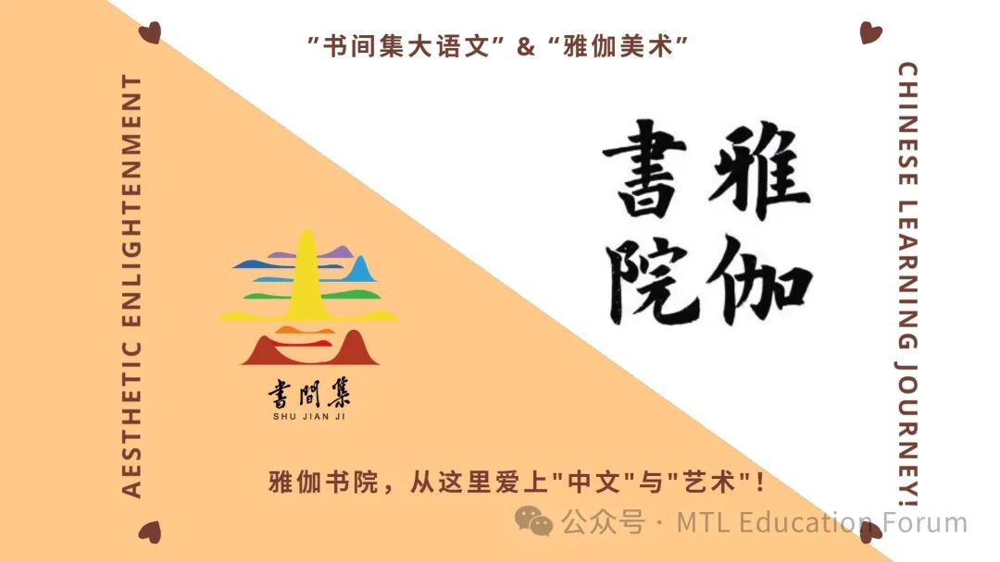 ”书间集大语文” & “雅伽美术”
AESTHETIC ENLIGHTENMENT
CHINESE LEARNING JOURNEY!
雅伽
書院
書間集
SHU JIAN JI
雅伽书院，从这里爱上"中文"与"艺术"！
公众号 · MTL Education Forum